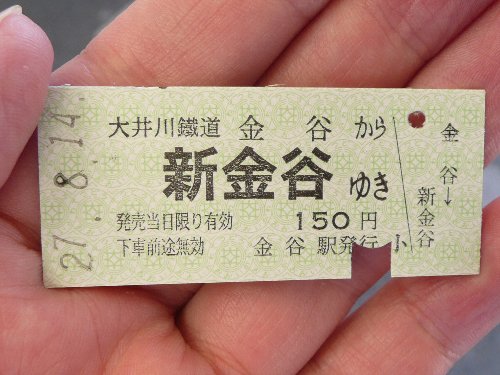 27.-8.14
大井川鐵道 金谷から
新金谷ゆき
発売当日限り有効 150円
下車前途無効 金谷駅発行
小
金谷→新金谷